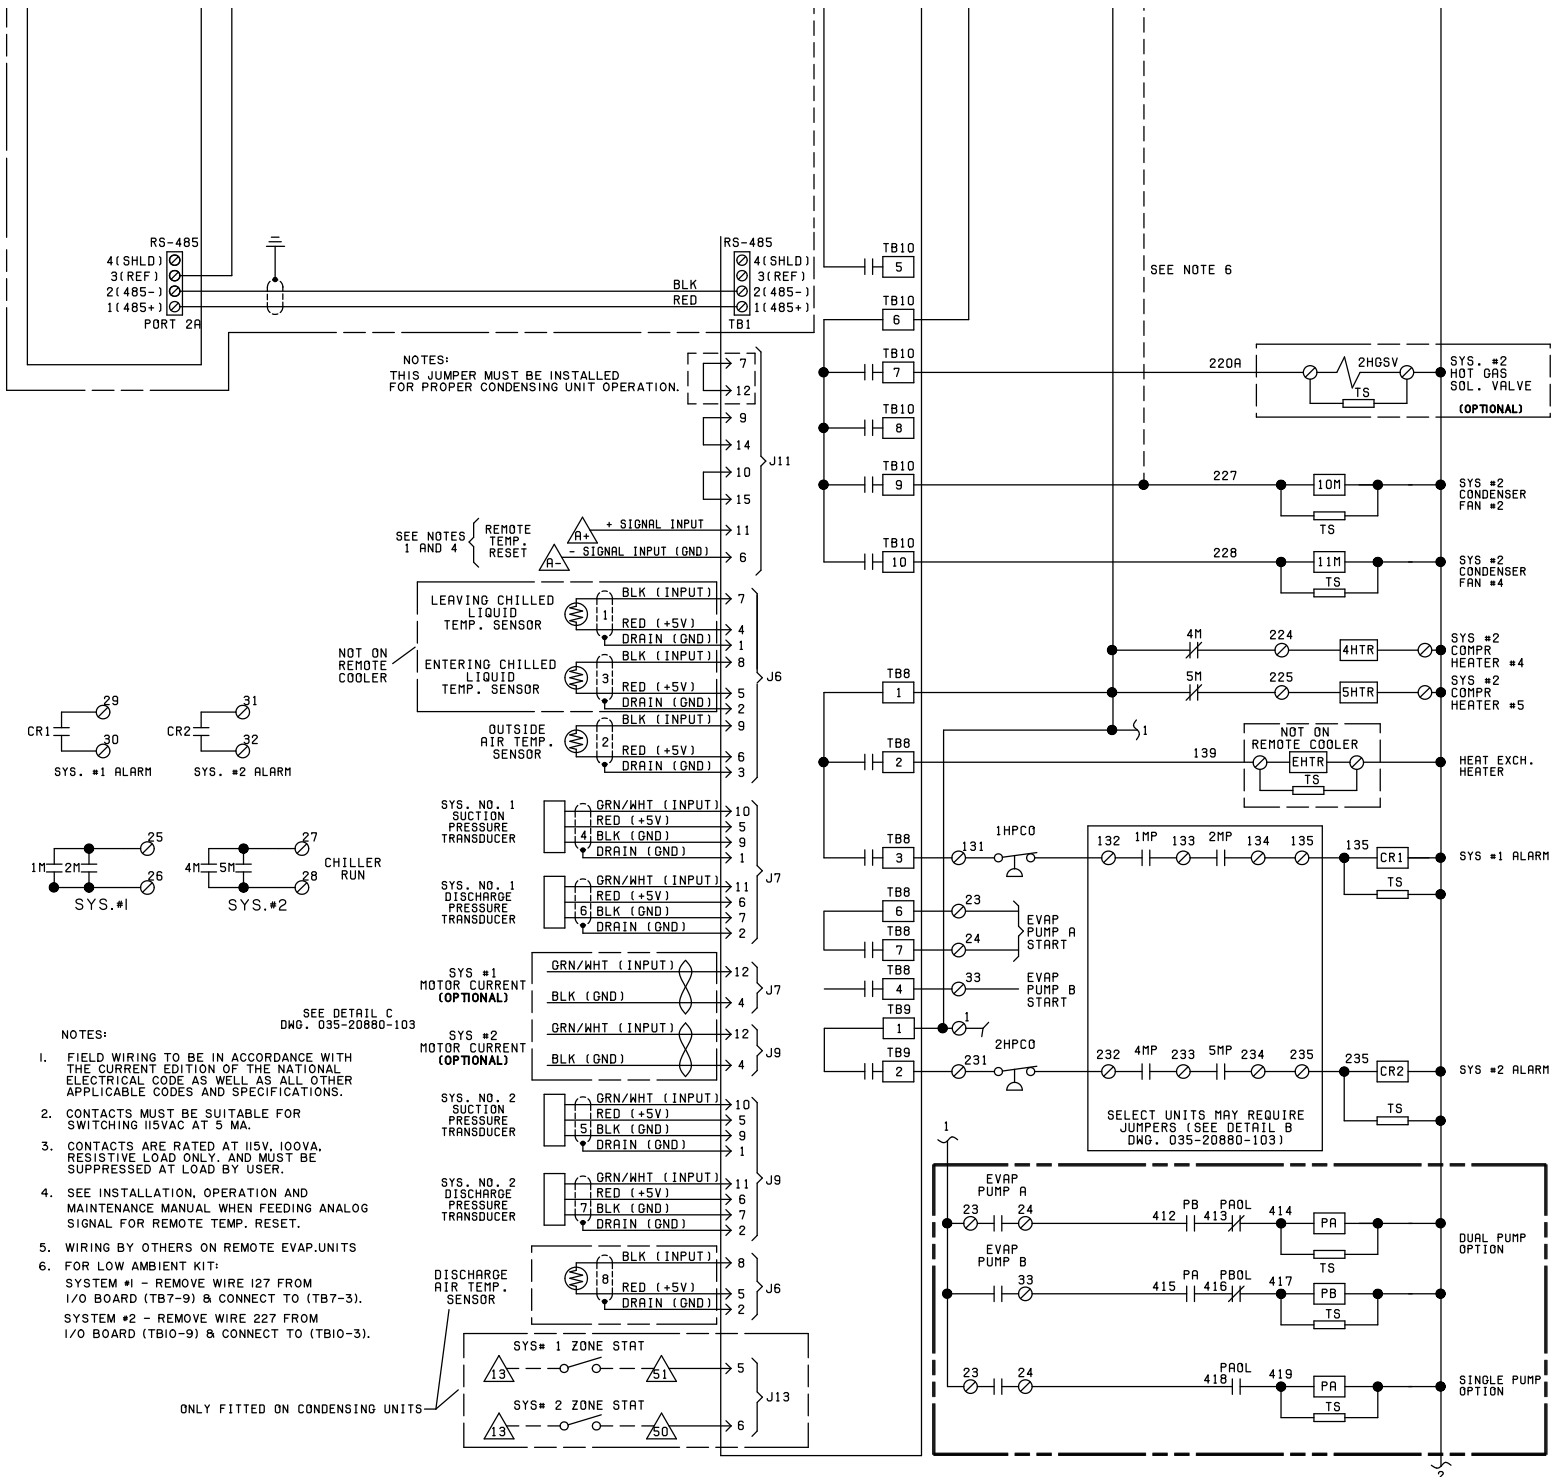 RS-485
4(SHLD)
3(REF)
2(485-)
1(485+)
PORT 2A
BLK
RED
RS-485
4(SHLD)
3(REF)
2(485-)
1(485+)
TB1
NOTES:
THIS JUMPER MUST BE INSTALLED
FOR PROPER CONDENSING UNIT OPERATION.
7
12
9
14
10
15
J11
SEE NOTES
1 AND 4
REMOTE
TEMP.
RESET
A+
+ SIGNAL INPUT
11
A-
- SIGNAL INPUT (GND)
6
LEAVING CHILLED
LIQUID
TEMP. SENSOR
1
BLK (INPUT)
7
RED (+5V)
4
DRAIN (GND)
1
NOT ON
REMOTE
COOLER
ENTERING CHILLED
LIQUID
TEMP. SENSOR
3
BLK (INPUT)
8
RED (+5V)
5
DRAIN (GND)
2
J6
OUTSIDE
AIR TEMP.
SENSOR
2
BLK (INPUT)
9
RED (+5V)
6
DRAIN (GND)
3
CR1
29
30
SYS. #1 ALARM
CR2
31
32
SYS. #2 ALARM
1M
2M
25
26
SYS.#1
4M
5M
27
28
SYS.#2
CHILLER
RUN
SYS. NO. 1
SUCTION
PRESSURE
TRANSDUCER
GRN/WHT (INPUT)
10
RED (+5V)
5
4
BLK (GND)
9
DRAIN (GND)
1
SYS. NO. 1
DISCHARGE
PRESSURE
TRANSDUCER
GRN/WHT (INPUT)
11
RED (+5V)
6
6
BLK (GND)
7
DRAIN (GND)
2
J7
SYS #1
MOTOR CURRENT
(OPTIONAL)
GRN/WHT (INPUT)
12
BLK (GND)
4
J7
SEE DETAIL C
DWG. 035-20880-103
SYS #2
MOTOR CURRENT
(OPTIONAL)
GRN/WHT (INPUT)
12
BLK (GND)
4
J9
SYS. NO. 2
SUCTION
PRESSURE
TRANSDUCER
GRN/WHT (INPUT)
10
RED (+5V)
5
5
BLK (GND)
9
DRAIN (GND)
1
SYS. NO. 2
DISCHARGE
PRESSURE
TRANSDUCER
GRN/WHT (INPUT)
11
RED (+5V)
6
7
BLK (GND)
7
DRAIN (GND)
2
J9
DISCHARGE
AIR TEMP.
SENSOR
8
BLK (INPUT)
8
RED (+5V)
5
DRAIN (GND)
2
J6
SYS# 1 ZONE STAT
13
51
5
SYS# 2 ZONE STAT
13
50
6
J13
ONLY FITTED ON CONDENSING UNITS
NOTES:
1. FIELD WIRING TO BE IN ACCORDANCE WITH
THE CURRENT EDITION OF THE NATIONAL
ELECTRICAL CODE AS WELL AS ALL OTHER
APPLICABLE CODES AND SPECIFICATIONS.
2. CONTACTS MUST BE SUITABLE FOR
SWITCHING 115VAC AT 5 MA.
3. CONTACTS ARE RATED AT 115V, 100VA,
RESISTIVE LOAD ONLY. AND MUST BE
SUPPRESSED AT LOAD BY USER.
4. SEE INSTALLATION, OPERATION AND
MAINTENANCE MANUAL WHEN FEEDING ANALOG
SIGNAL FOR REMOTE TEMP. RESET.
5. WIRING BY OTHERS ON REMOTE EVAP.UNITS
6. FOR LOW AMBIENT KIT:
SYSTEM #1 - REMOVE WIRE 127 FROM
I/O BOARD (TB7-9) & CONNECT TO (TB7-3).
SYSTEM #2 - REMOVE WIRE 227 FROM
I/O BOARD (TB10-9) & CONNECT TO (TB10-3).
TB10
5
SEE NOTE 6
TB10
6
TB10
7
220A
2HGSV
TS
SYS. #2
HOT GAS
SOL. VALVE
(OPTIONAL)
TB10
8
TB10
9
227
10M
TS
SYS #2
CONDENSER
FAN #2
TB10
10
228
11M
TS
SYS #2
CONDENSER
FAN #4
4M
224
4HTR
SYS #2
COMPR
HEATER #4
TB8
1
5M
225
5HTR
SYS #2
COMPR
HEATER #5
1
TB8
2
139
NOT ON
REMOTE COOLER
EHTR
TS
HEAT EXCH.
HEATER
TB8
3
131
1HPCO
132
1MP
133
2MP
134
135
135
CR1
TS
SYS #1 ALARM
TB8
6
23
TB8
7
24
EVAP
PUMP A
START
TB8
4
33
EVAP
PUMP B
START
TB9
1
1
TB9
2
231
2HPCO
232
4MP
233
5MP
234
235
235
CR2
TS
SYS #2 ALARM
SELECT UNITS MAY REQUIRE
JUMPERS (SEE DETAIL B
DWG. 035-20880-103)
1
EVAP
PUMP A
23
24
412
PB
413
PAOL
414
PA
TS
DUAL PUMP
OPTION
EVAP
PUMP B
33
415
PA
416
PBOL
417
PB
TS
23
24
418
PAOL
419
PA
TS
SINGLE PUMP
OPTION